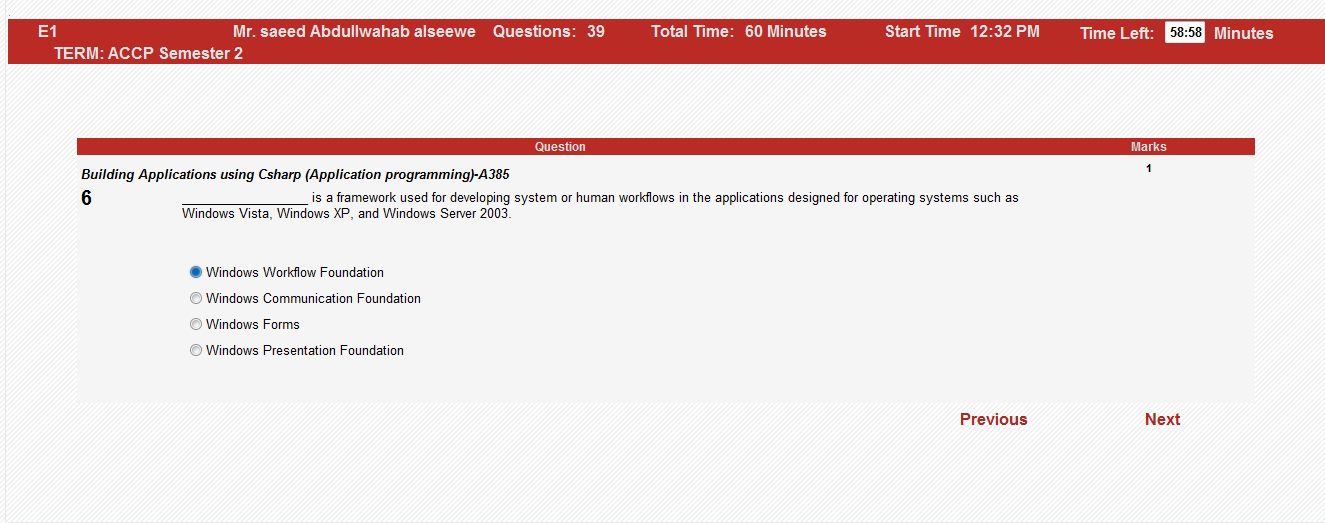 E1 Mr. saeed Abdullwahab alseewe Questions: 39 Total Time: 60 Minutes Start Time 12:32 PM Time Left: 58:58 Minutes
TERM: ACCP Semester 2
Question Marks
Building Applications using Csharp (Application programming)-A385 1
6 __________________ is a framework used for developing system or human workflows in the applications designed for operating systems such as
Windows Vista, Windows XP, and Windows Server 2003.
Windows Workflow Foundation
Windows Communication Foundation
Windows Forms
Windows Presentation Foundation
Previous Next